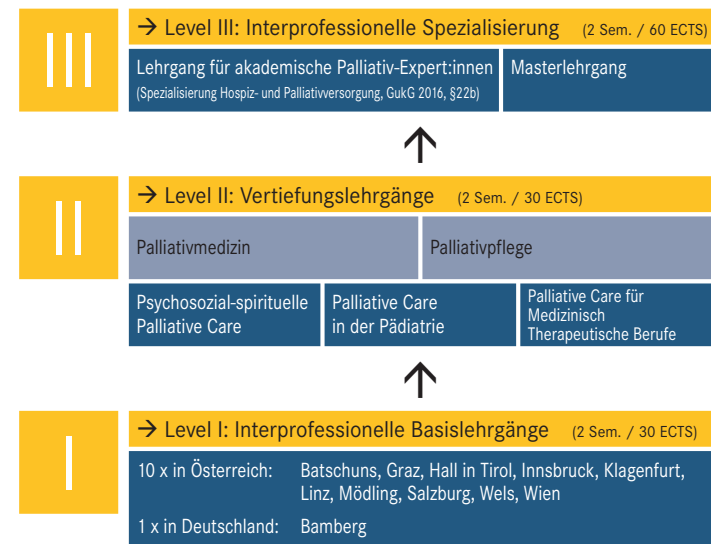 III
→ Level III: Interprofessionelle Spezialisierung (2 Sem. / 60 ECTS)
Lehrgang für akademische Palliativ-Expert:innen
(Spezialisierung Hospiz- und Palliativversorgung, GukG 2016, §22b)
Masterlehrgang
↑
II
→ Level II: Vertiefungslehrgänge (2 Sem. / 30 ECTS)
Palliativmedizin
Palliativpflege
Psychosozial-spirituelle
Palliative Care
Palliative Care
in der Pädiatrie
Palliative Care für
Medizinisch
Therapeutische Berufe
↑
I
→ Level I: Interprofessionelle Basislehrgänge (2 Sem. / 30 ECTS)
10 x in Österreich: Batschuns, Graz, Hall in Tirol, Innsbruck, Klagenfurt,
Linz, Mödling, Salzburg, Wels, Wien
1 x in Deutschland: Bamberg